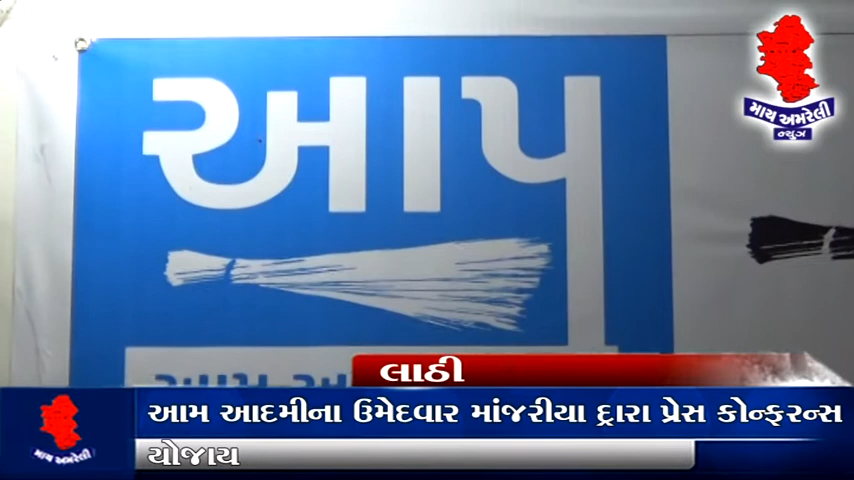 આપ
માય અમરેલી
ન્યુઝ
લાઠી
આમ આદમીના ઉમેદવાર માંજરીયા દ્રારા પ્રેસ કોન્ફરન્સ
યોજાય
માય અમરેલી